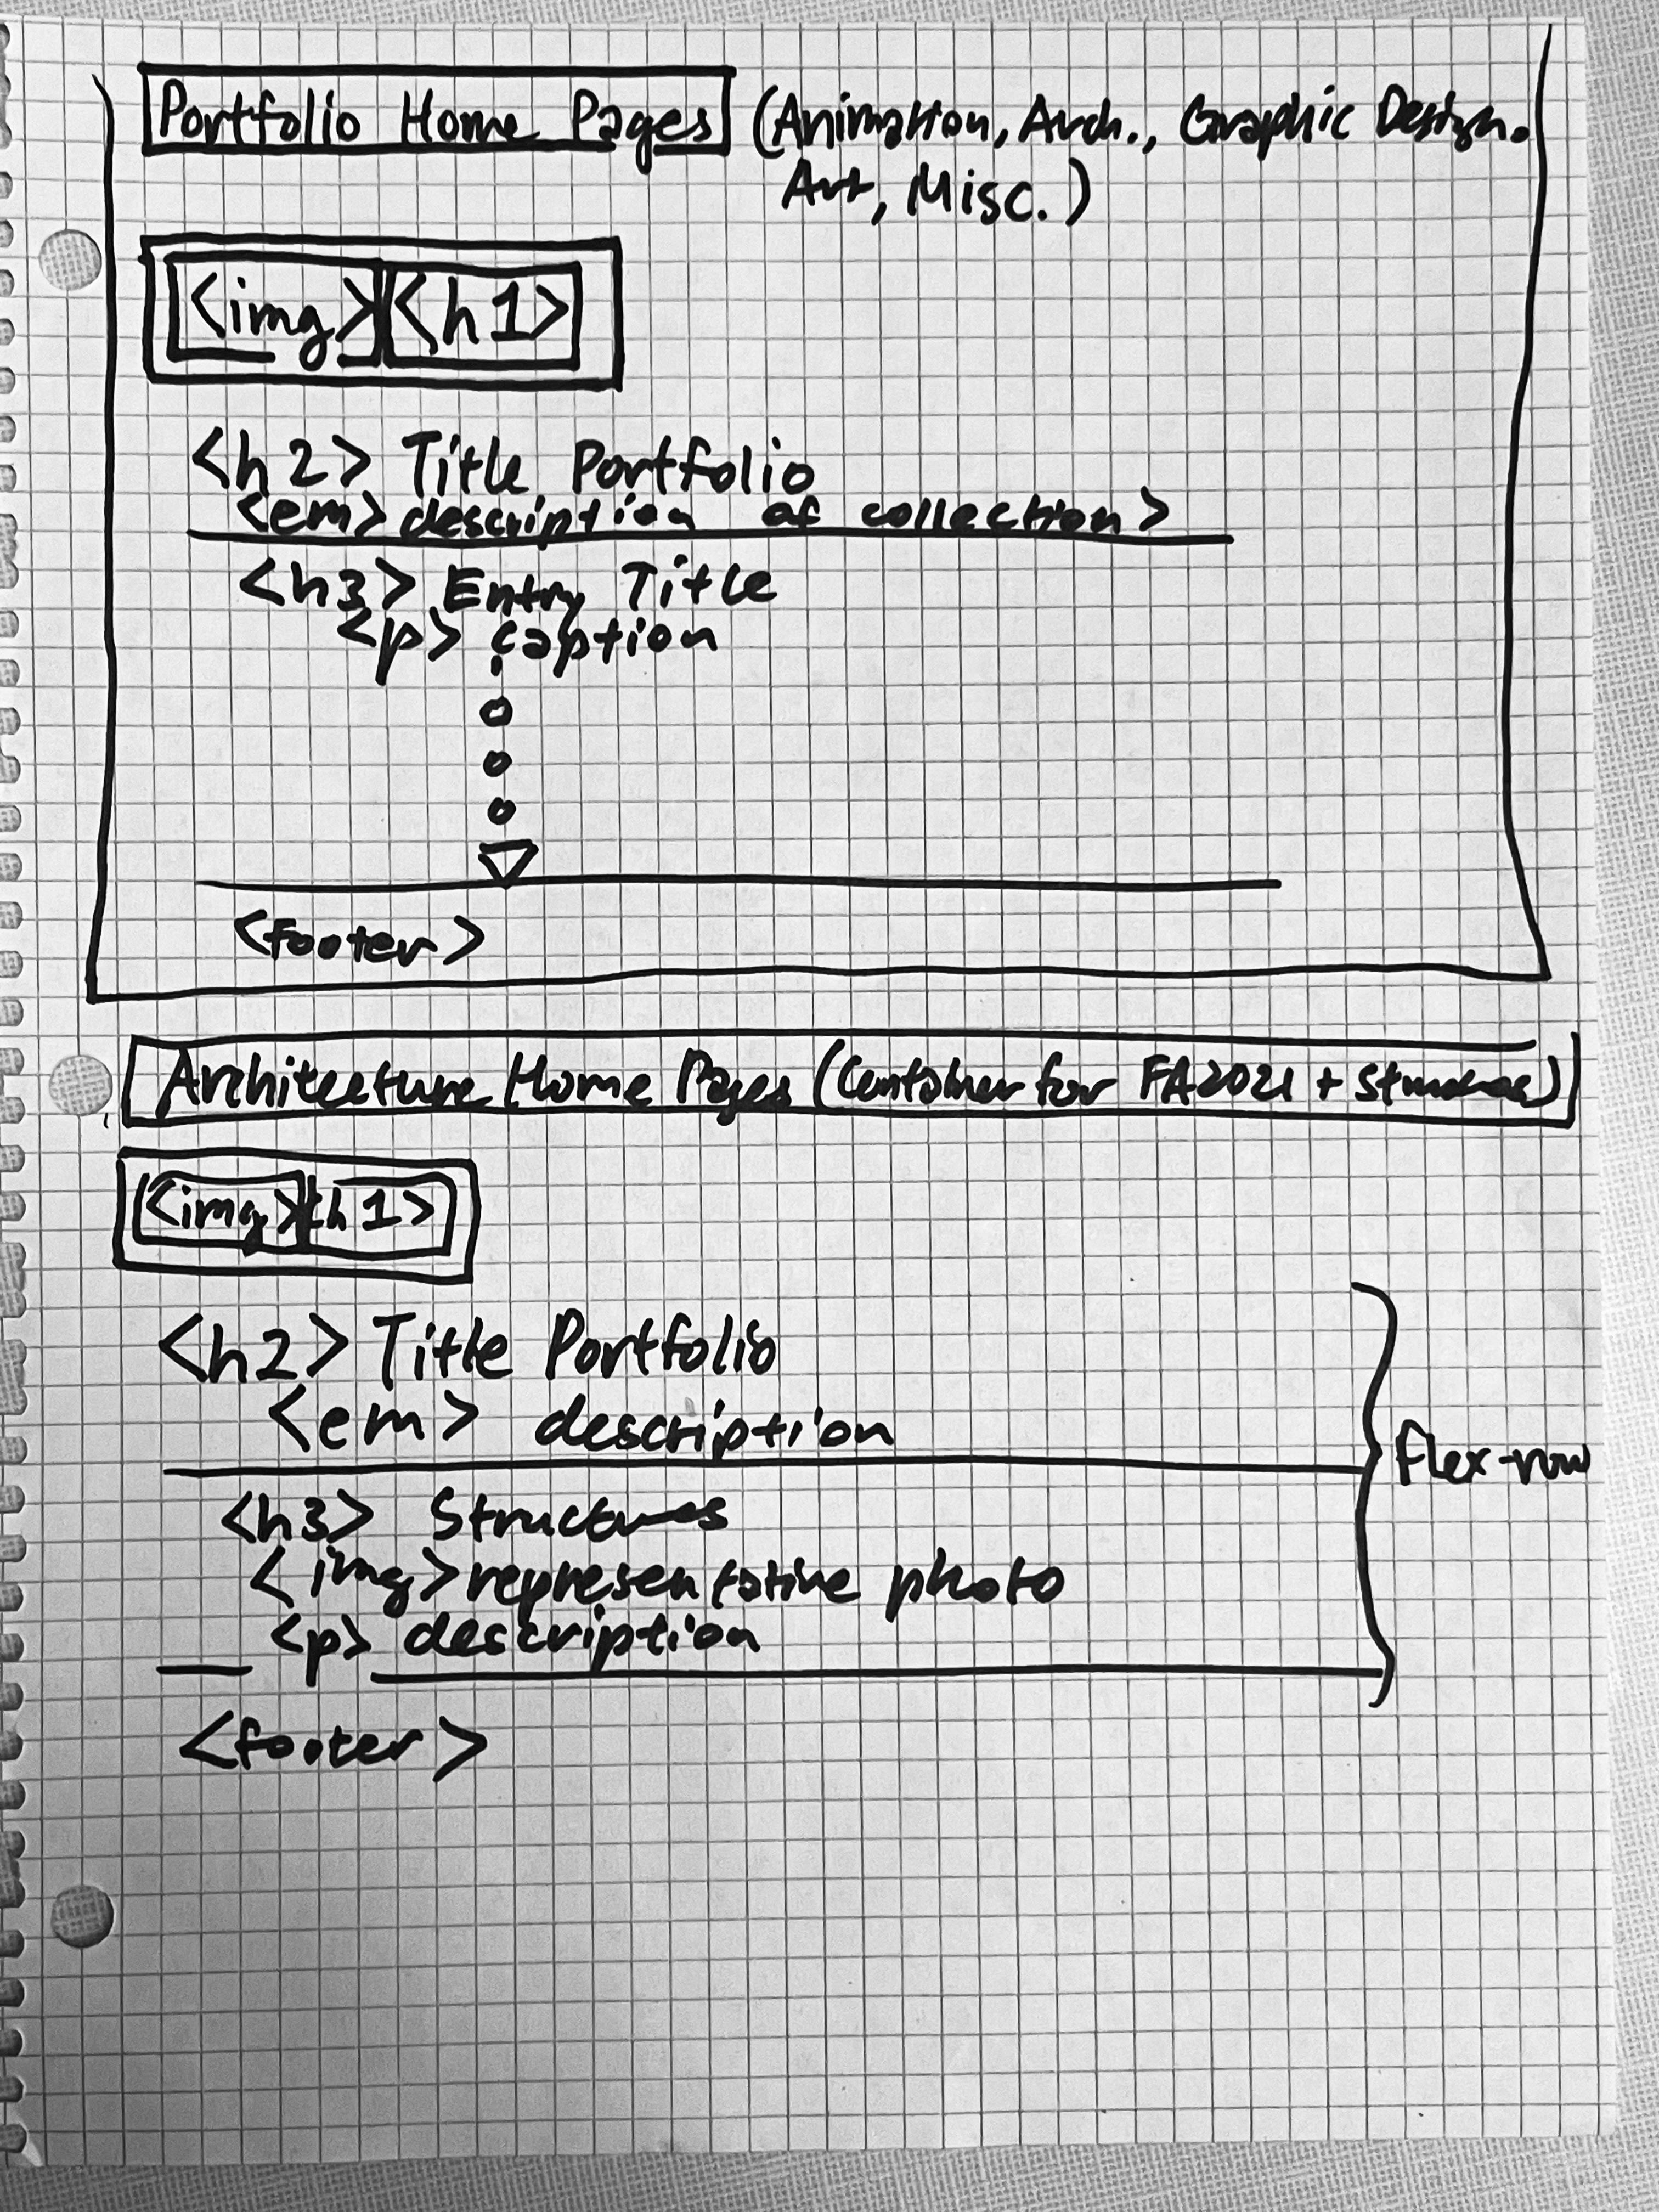 Portfolio Home Pages (Animation, Arch., Graphic Design.
Art, Misc.)
<img> <h1>
<h2> Title Portfolio
<em> description of collection>
<h3> Entry Title
<p> caption
<footer>
Architecture Home Pages (Container for FA2021 + Structures)
<img> <h1>
<h2> Title Portfolio
<em> description
flex-row
<h3> Structures
<img> representative photo
<p> description
<footer>